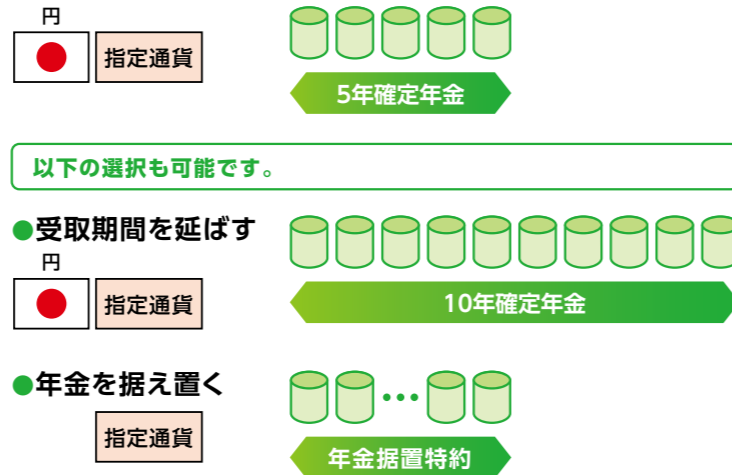 円
指定通貨
5年確定年金
以下の選択も可能です。
●受取期間を延ばす
円
指定通貨
10年確定年金
●年金を据え置く
指定通貨
年金据置特約